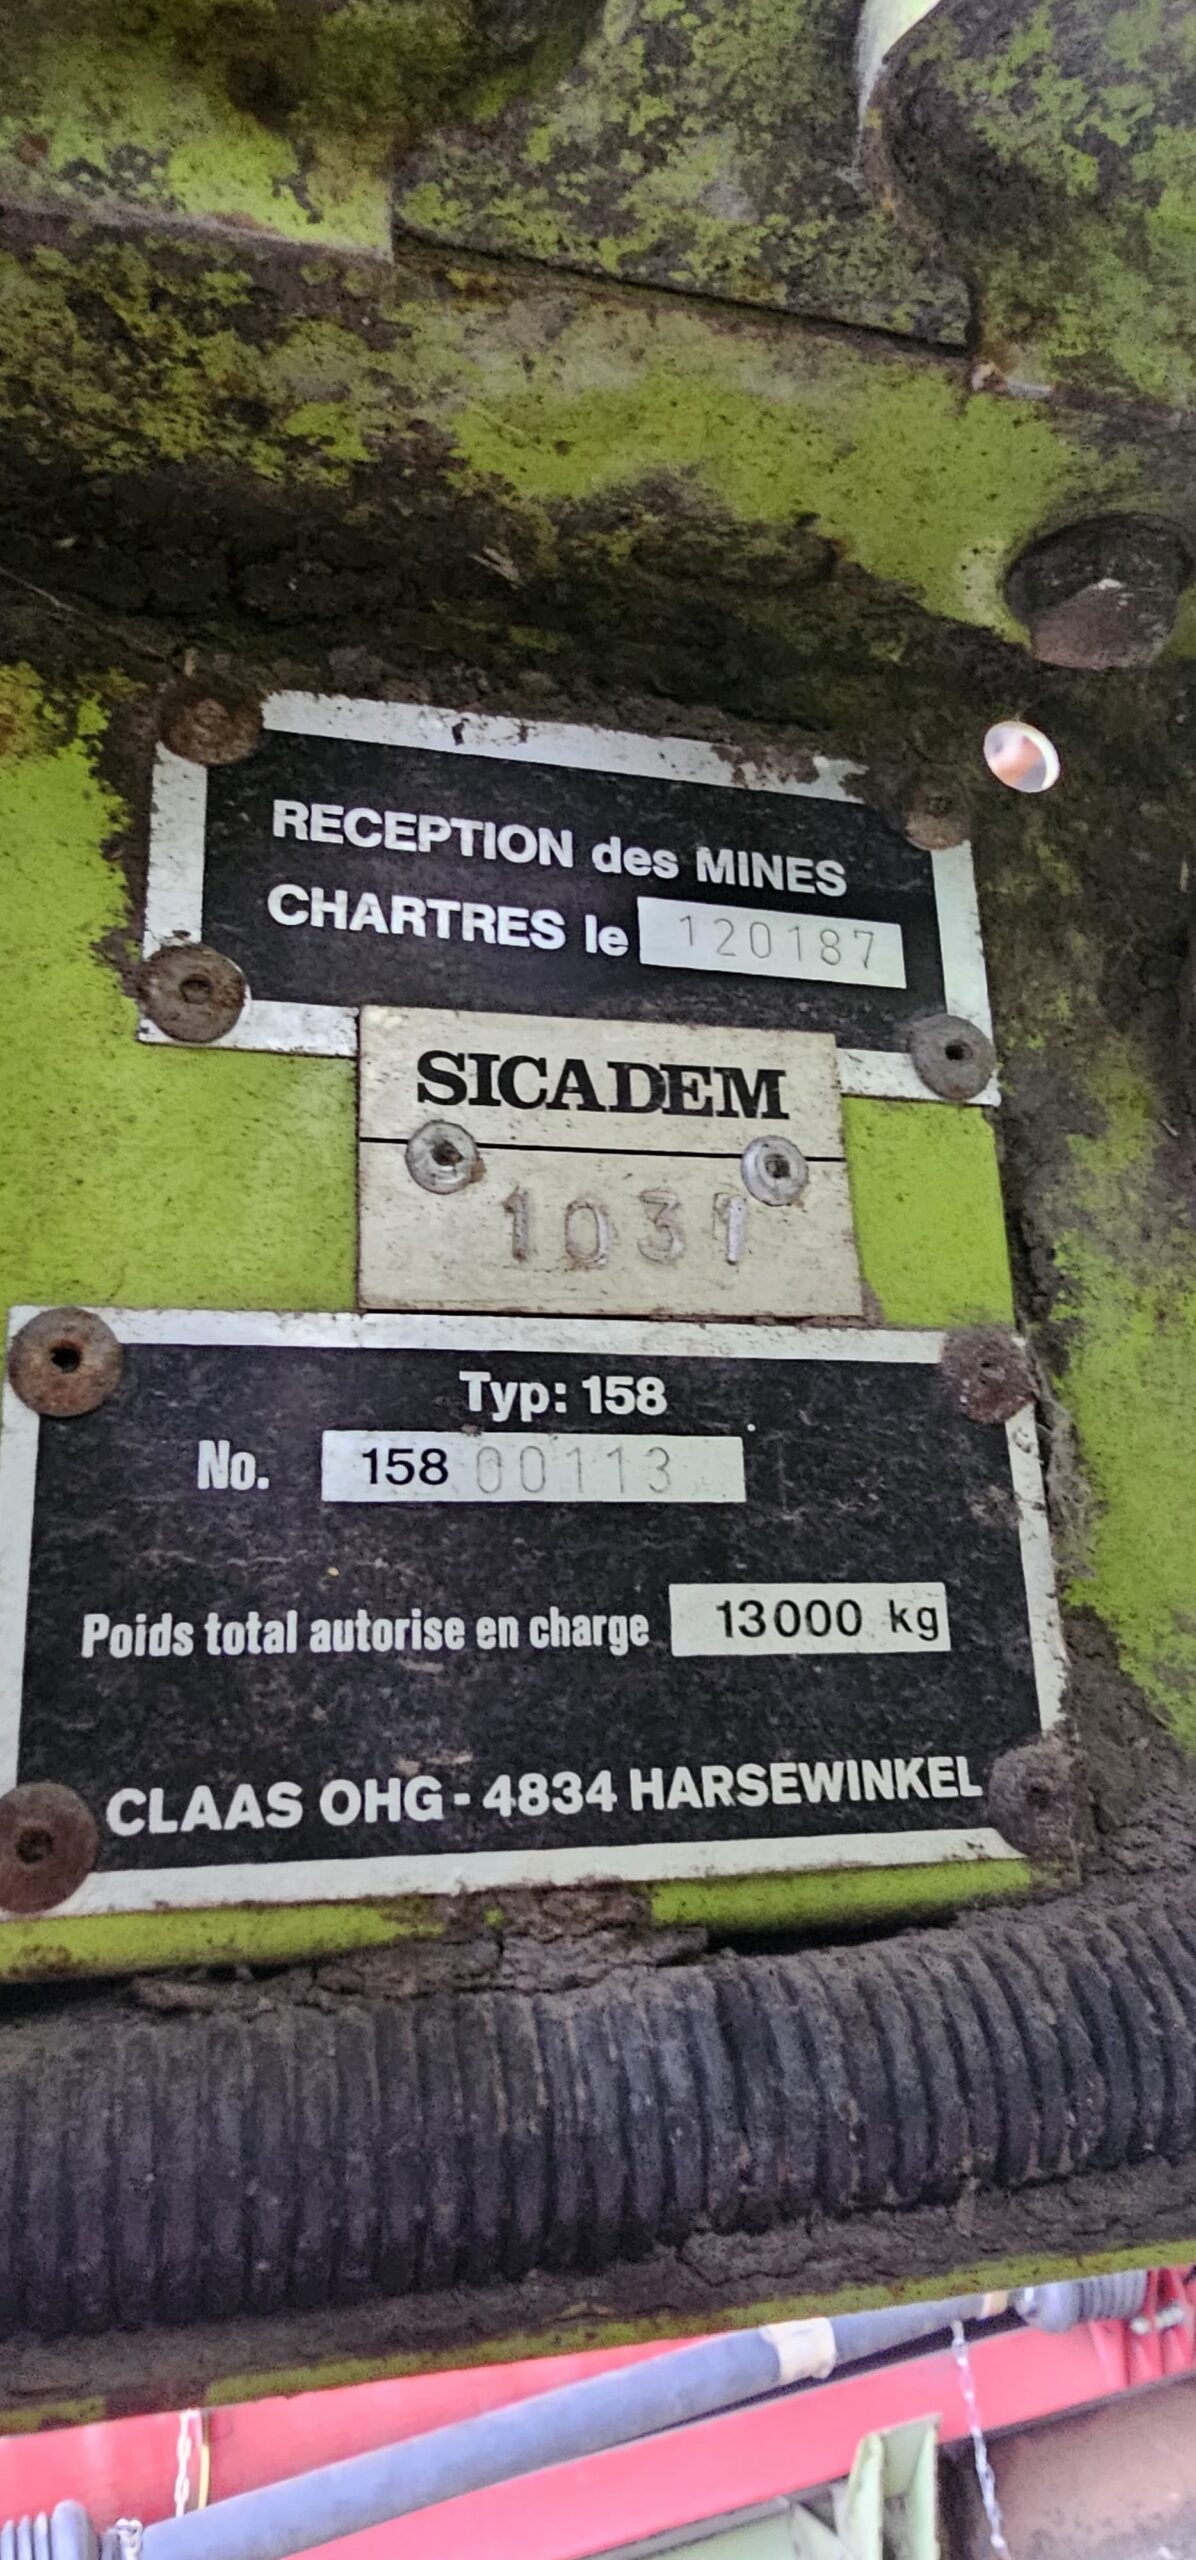 RECEPTION des MINES
CHARTRES le 120187
SICADEM
1031
Typ: 158
No. 158 00113
Poids total autorise en charge 13000 kg
CLAAS OHG - 4834 HARSEWINKEL